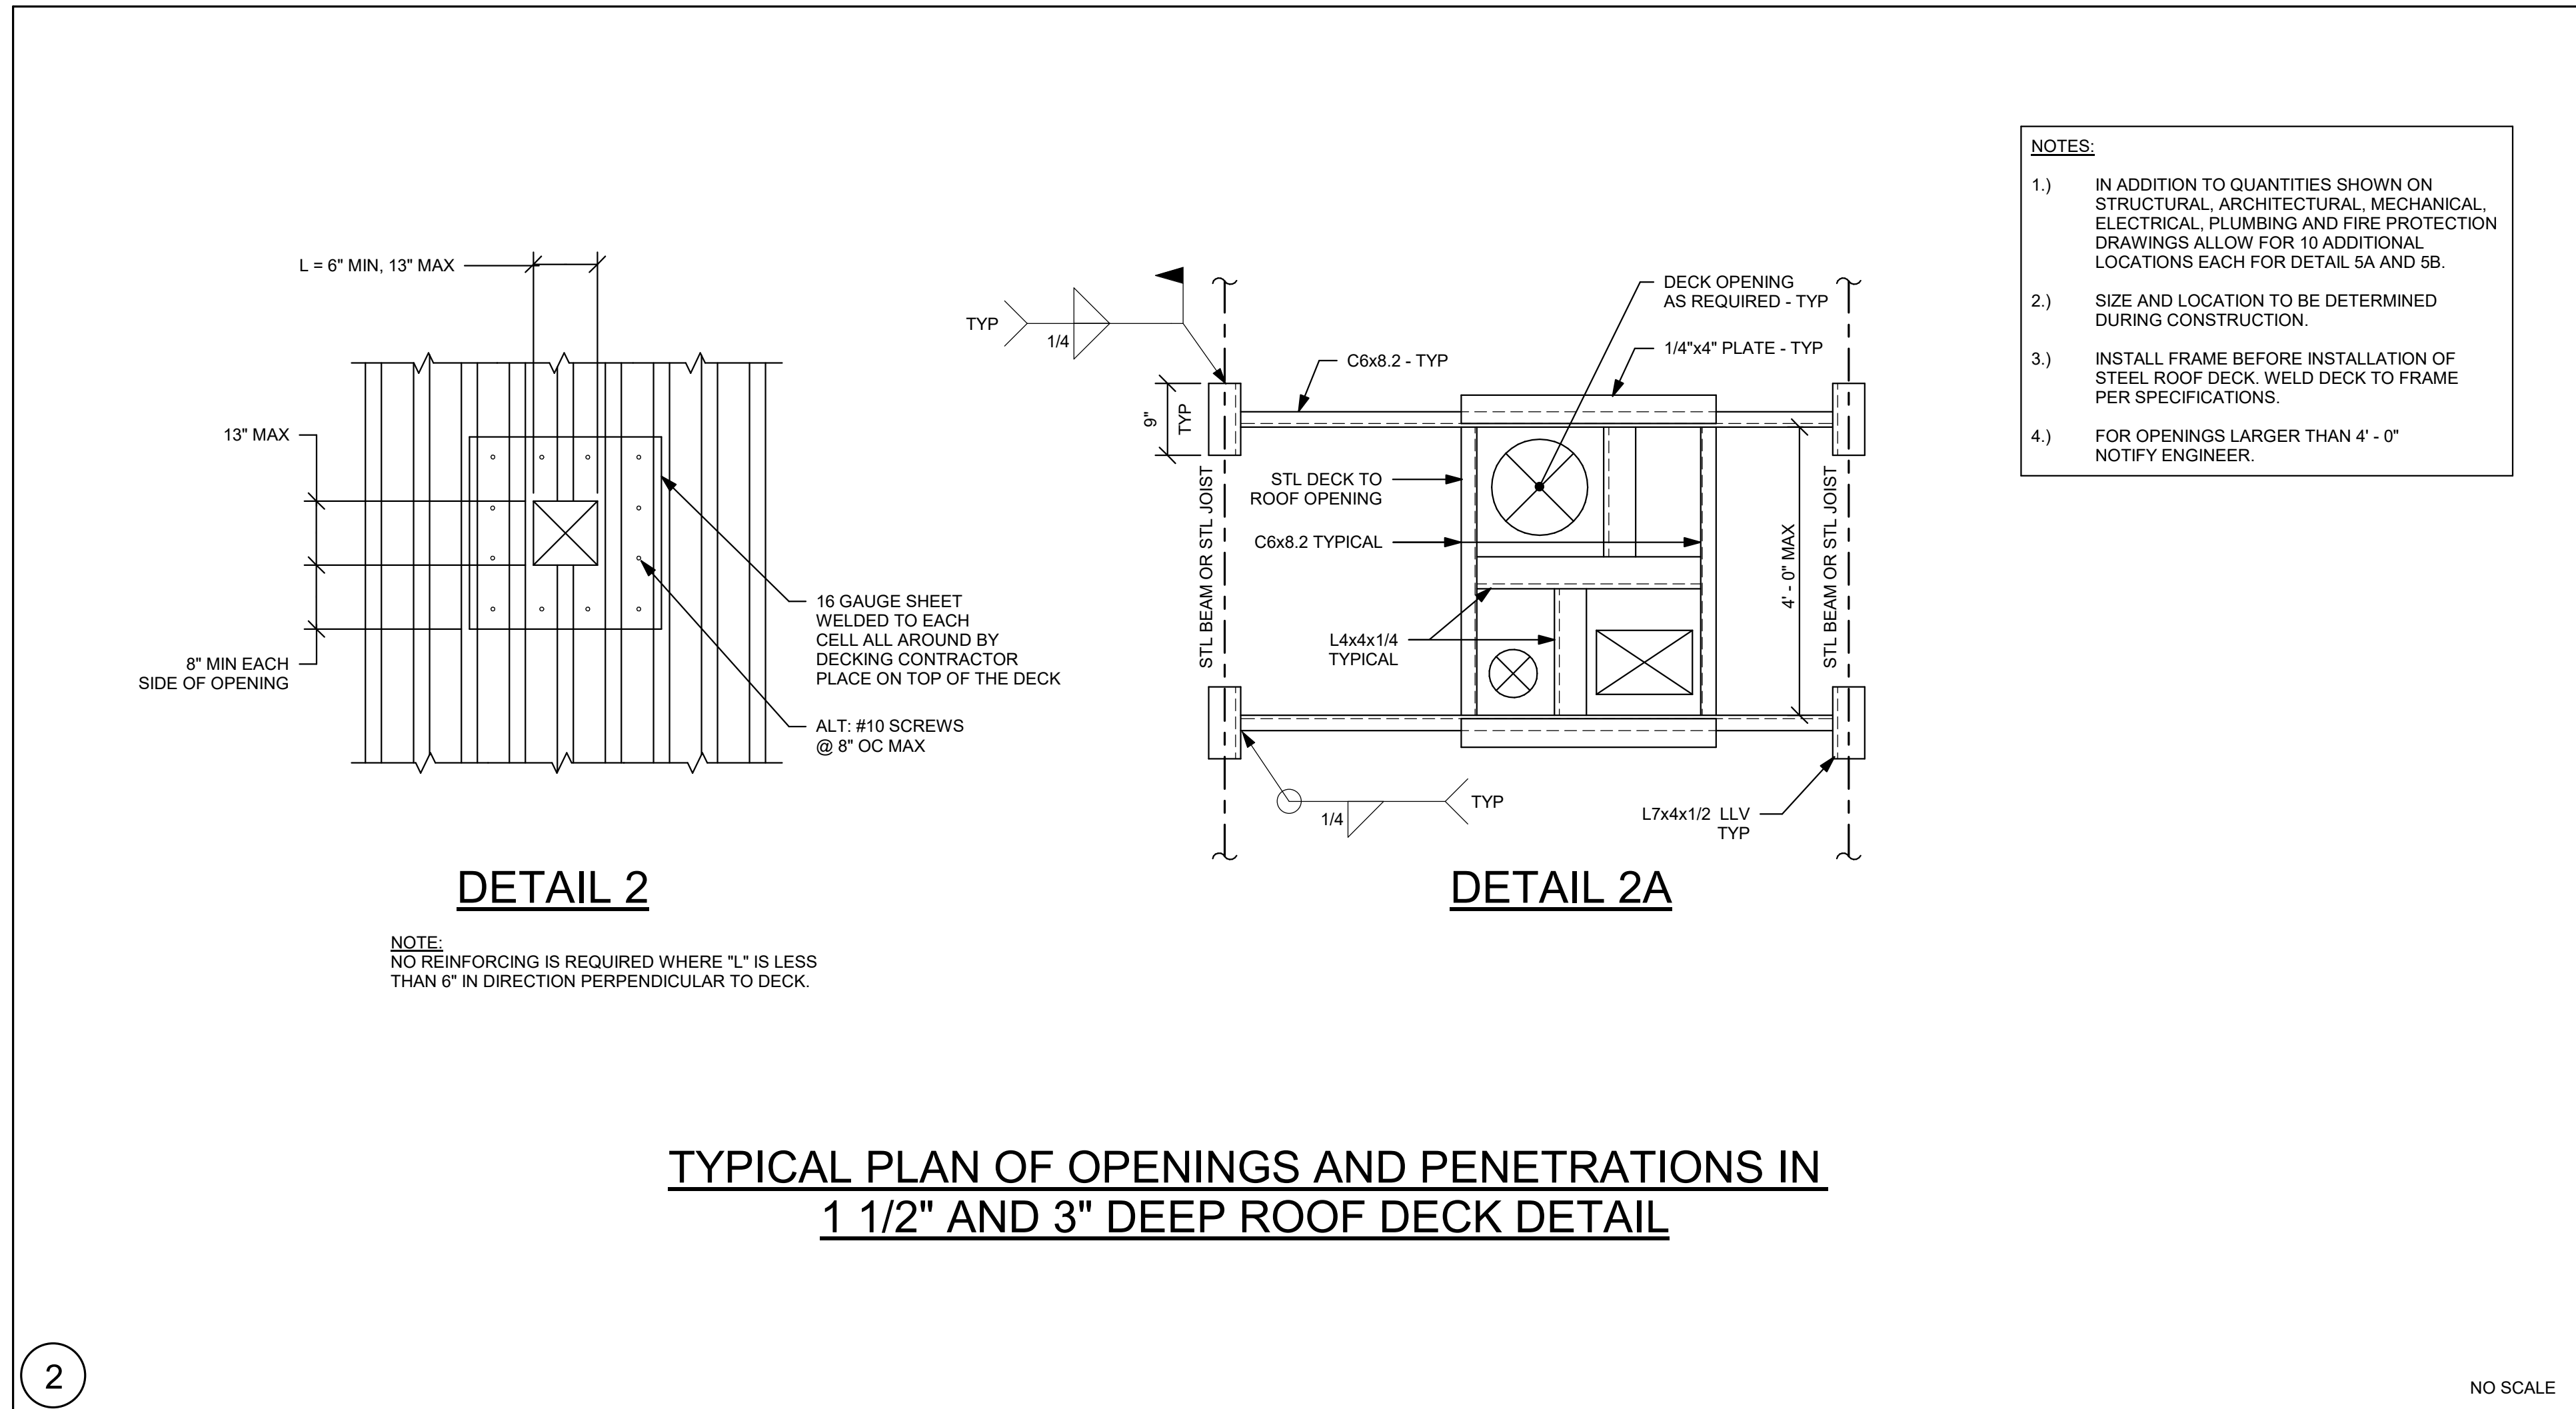 L = 6" MIN, 13" MAX
13" MAX
8" MIN EACH
SIDE OF OPENING
16 GAUGE SHEET
WELDED TO EACH
CELL ALL AROUND BY
DECKING CONTRACTOR
PLACE ON TOP OF THE DECK
ALT: #10 SCREWS
@ 8" OC MAX
DETAIL 2
NOTE:
NO REINFORCING IS REQUIRED WHERE "L" IS LESS
THAN 6" IN DIRECTION PERPENDICULAR TO DECK.
TYP
1/4
9"
TYP
C6x8.2 - TYP
DECK OPENING
AS REQUIRED - TYP
1/4"x4" PLATE - TYP
STL BEAM OR STL JOIST
STL DECK TO
ROOF OPENING
C6x8.2 TYPICAL
L4x4x1/4
TYPICAL
4' - 0" MAX
STL BEAM OR STL JOIST
1/4
TYP
L7x4x1/2 LLV
TYP
DETAIL 2A
NOTES:
1.) IN ADDITION TO QUANTITIES SHOWN ON
STRUCTURAL, ARCHITECTURAL, MECHANICAL,
ELECTRICAL, PLUMBING AND FIRE PROTECTION
DRAWINGS ALLOW FOR 10 ADDITIONAL
LOCATIONS EACH FOR DETAIL 5A AND 5B.
2.) SIZE AND LOCATION TO BE DETERMINED
DURING CONSTRUCTION.
3.) INSTALL FRAME BEFORE INSTALLATION OF
STEEL ROOF DECK. WELD DECK TO FRAME
PER SPECIFICATIONS.
4.) FOR OPENINGS LARGER THAN 4' - 0"
NOTIFY ENGINEER.
TYPICAL PLAN OF OPENINGS AND PENETRATIONS IN
1 1/2" AND 3" DEEP ROOF DECK DETAIL
2
NO SCALE